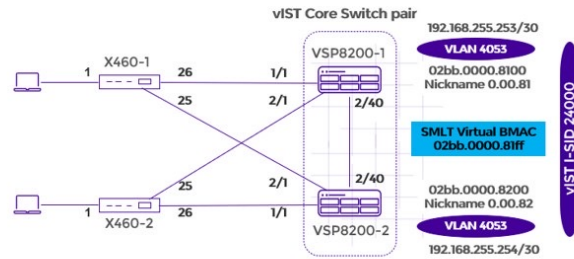 vIST Core Switch pair
192.168.255.253/30
X460-1
VSP8200-1
VLAN 4053
1
26
1/1
02bb.0000.8100
Nickname 0.00.81
25
2/1
2/40
SMLT Virtual BMAC
02bb.0000.81ff
vIST I-SID 24000
25
2/1
2/40
02bb.0000.8200
Nickname 0.00.82
1
26
1/1
X460-2
VSP8200-2
VLAN 4053
192.168.255.254/30